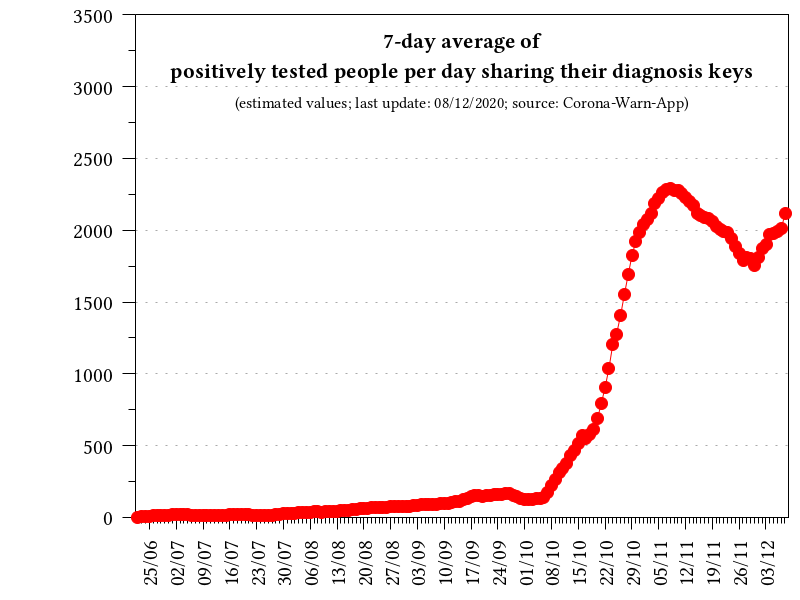 7-day average of
positively tested people per day sharing their diagnosis keys
(estimated values; last update: 08/12/2020; source: Corona-Warn-App)
3500
3000
2500
2000
1500
1000
500
0
25/06 02/07 09/07 16/07 23/07 30/07 06/08 13/08 20/08 27/08 03/09 10/09 17/09 24/09 01/10 08/10 15/10 22/10 29/10 05/11 12/11 19/11 26/11 03/12